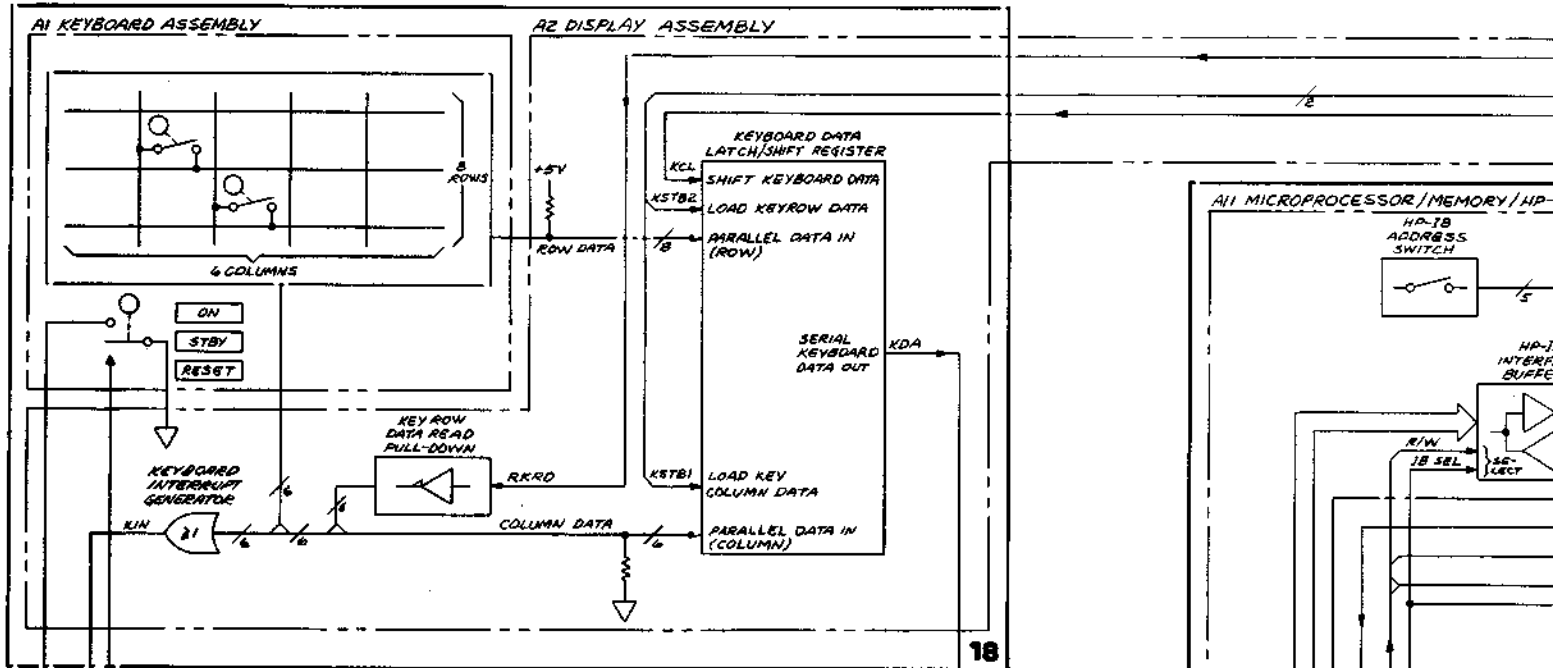 A1 KEYBOARD ASSEMBLY
A2 DISPLAY ASSEMBLY
8
ROWS
6 COLUMNS
+5V
ROW DATA
8
KEYBOARD DATA
LATCH/SHIFT REGISTER
KCL
SHIFT KEYBOARD DATA
KSTB2
LOAD KEYROW DATA
PARALLEL DATA IN
(ROW)
SERIAL
KEYBOARD
DATA OUT
KDA
KSTB1
LOAD KEY
COLUMN DATA
PARALLEL DATA IN
(COLUMN)
6
2
ON
STBY
RESET
KEY ROW
DATA READ
PULL-DOWN
RKRD
6
6
KEYBOARD
INTERRUPT
GENERATOR
KIN
≥1
6
6
COLUMN DATA
18
A11 MICROPROCESSOR/MEMORY/HP-
HP-IB
ADDRESS
SWITCH
5
HP-I
INTERF
BUFFE
R/W
IB SEL
SE-
LECT